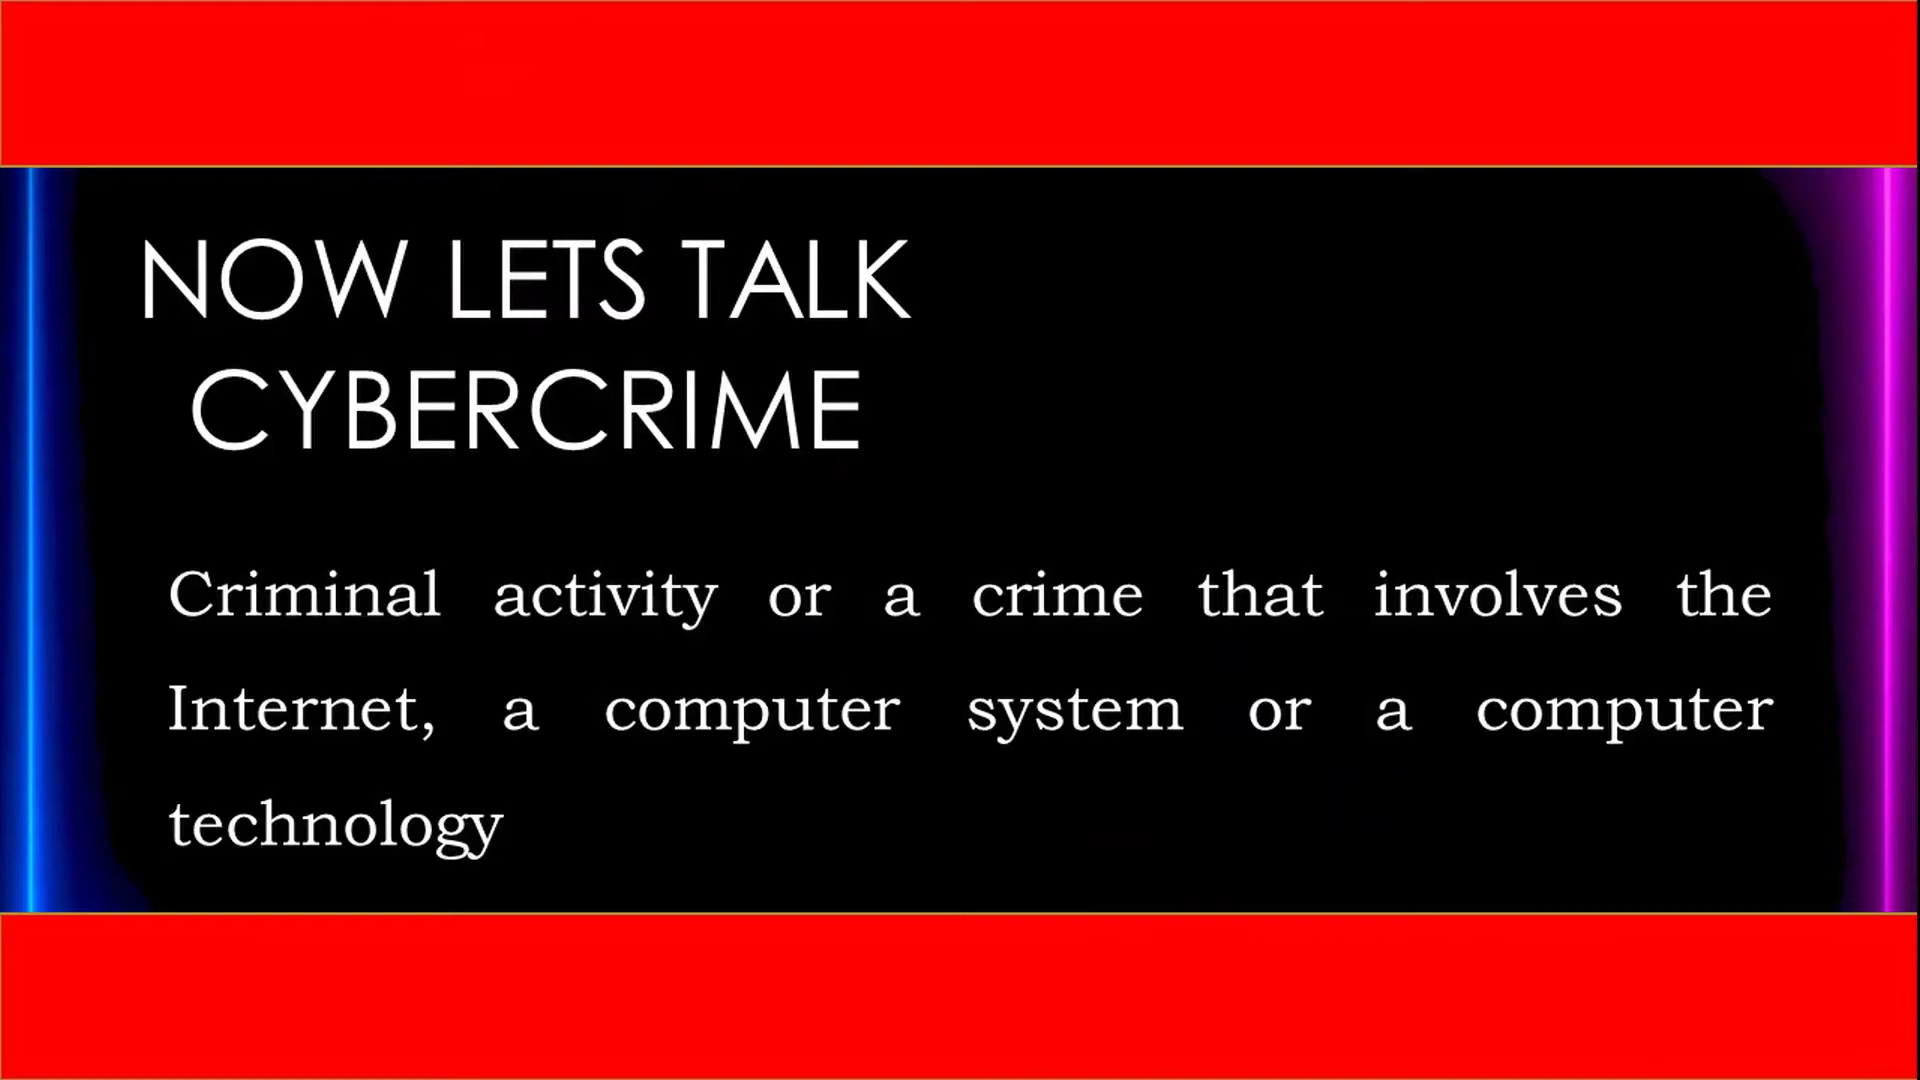 NOW LETS TALK
CYBERCRIME
Criminal activity or a crime that involves the
Internet, a computer system or a computer
technology